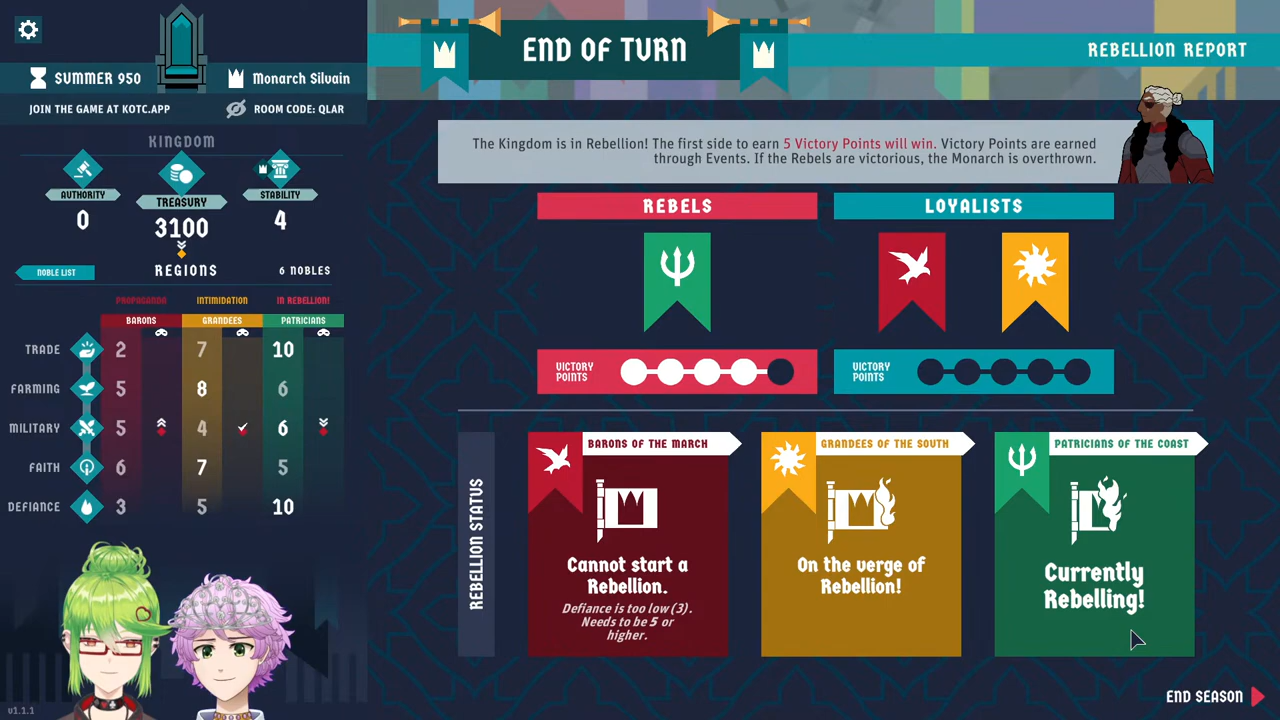 SUMMER 950
Monarch Silvain
JOIN THE GAME AT KOTC.APP
ROOM CODE: QLAR
KINGDOM
AUTHORITY
0
TREASURY
3100
STABILITY
4
NOBLE LIST
REGIONS
6 NOBLES
PROPAGANDA
INTIMIDATION
IN REBELLION!
BARONS
GRANDEES
PATRICIANS
TRADE 2 7 10
FARMING 5 8 6
MILITARY 5 4 6
FAITH 6 7 5
DEFIANCE 3 5 10
v1.1.1
END OF TURN
REBELLION REPORT
The Kingdom is in Rebellion! The first side to earn 5 Victory Points will win. Victory Points are earned
through Events. If the Rebels are victorious, the Monarch is overthrown.
REBELS
LOYALISTS
VICTORY
POINTS
VICTORY
POINTS
REBELLION STATUS
BARONS OF THE MARCH
Cannot start a
Rebellion.
Defiance is too low (3).
Needs to be 5 or
higher.
GRANDEES OF THE SOUTH
On the verge of
Rebellion!
PATRICIANS OF THE COAST
Currently
Rebelling!
END SEASON